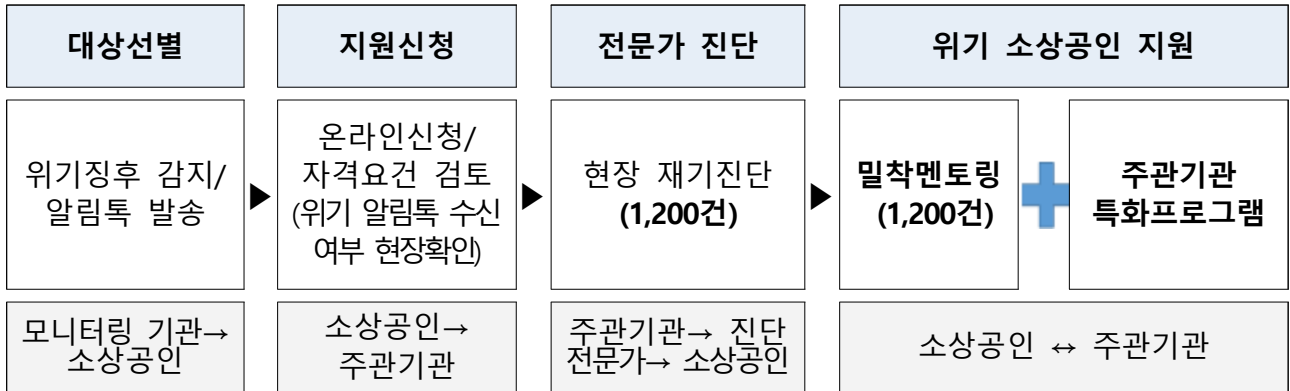 대상선별
지원신청
전문가 진단
위기 소상공인 지원
위기징후 감지/
알림톡 발송
▶
온라인신청/
자격요건 검토
(위기 알림톡 수신
여부 현장확인)
▶
현장 재기진단
(1,200건)
▶
밀착멘토링
(1,200건)
주관기관
특화프로그램
모니터링 기관→
소상공인
소상공인→
주관기관
주관기관→ 진단
전문가→ 소상공인
소상공인 ↔ 주관기관